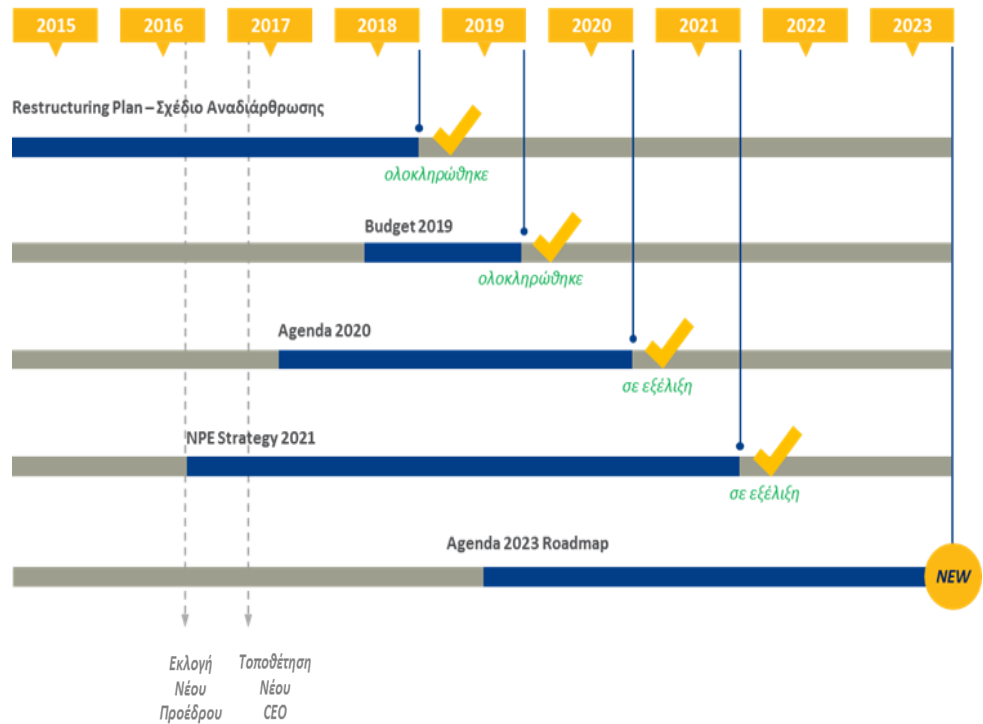 2015 2016 2017 2018 2019 2020 2021 2022 2023
Restructuring Plan – Σχέδιο Αναδιάρθρωσης
ολοκληρώθηκε
Budget 2019
ολοκληρώθηκε
Agenda 2020
σε εξέλιξη
NPE Strategy 2021
σε εξέλιξη
Agenda 2023 Roadmap
NEW
Εκλογή
Νέου
Προέδρου
Τοποθέτηση
Νέου
CEO